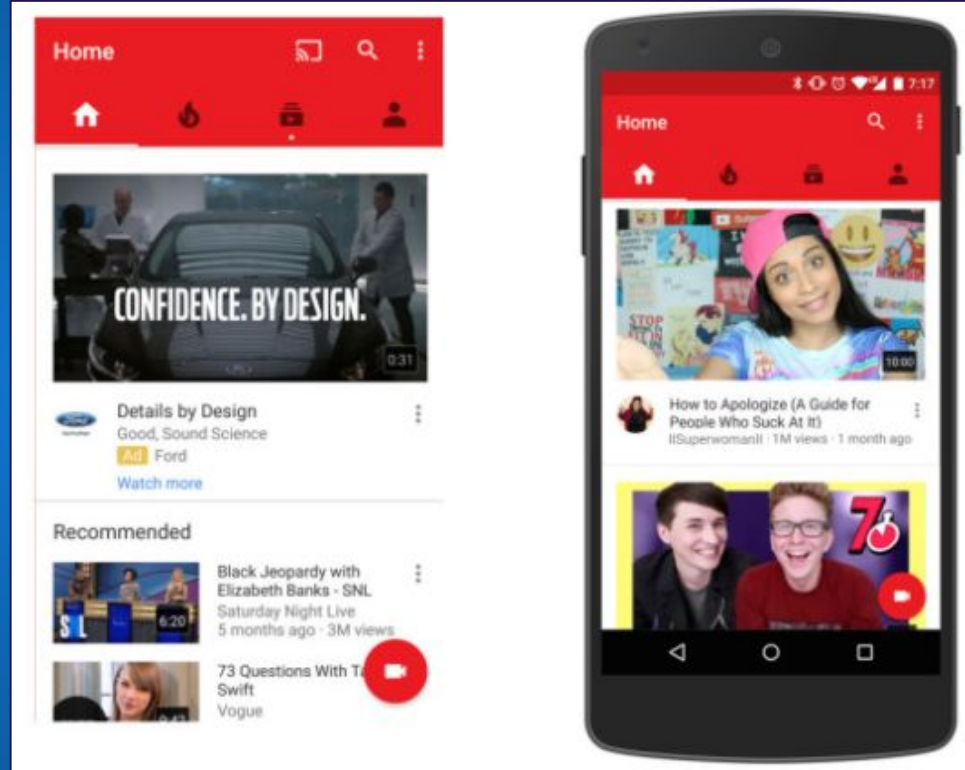 Home
CONFIDENCE. BY DESIGN.
0:31
Ford
Details by Design
Good, Sound Science
Ad Ford
Watch more
Recommended
Black Jeopardy with
Elizabeth Banks - SNL
Saturday Night Live
5 months ago · 3M views
6:20
73 Questions With
Swift
Vogue
7:17
Home
STOP
10:00
How to Apologize (A Guide for
People Who Suck At It)
IISuperwomanII · 1M views · 1 month ago